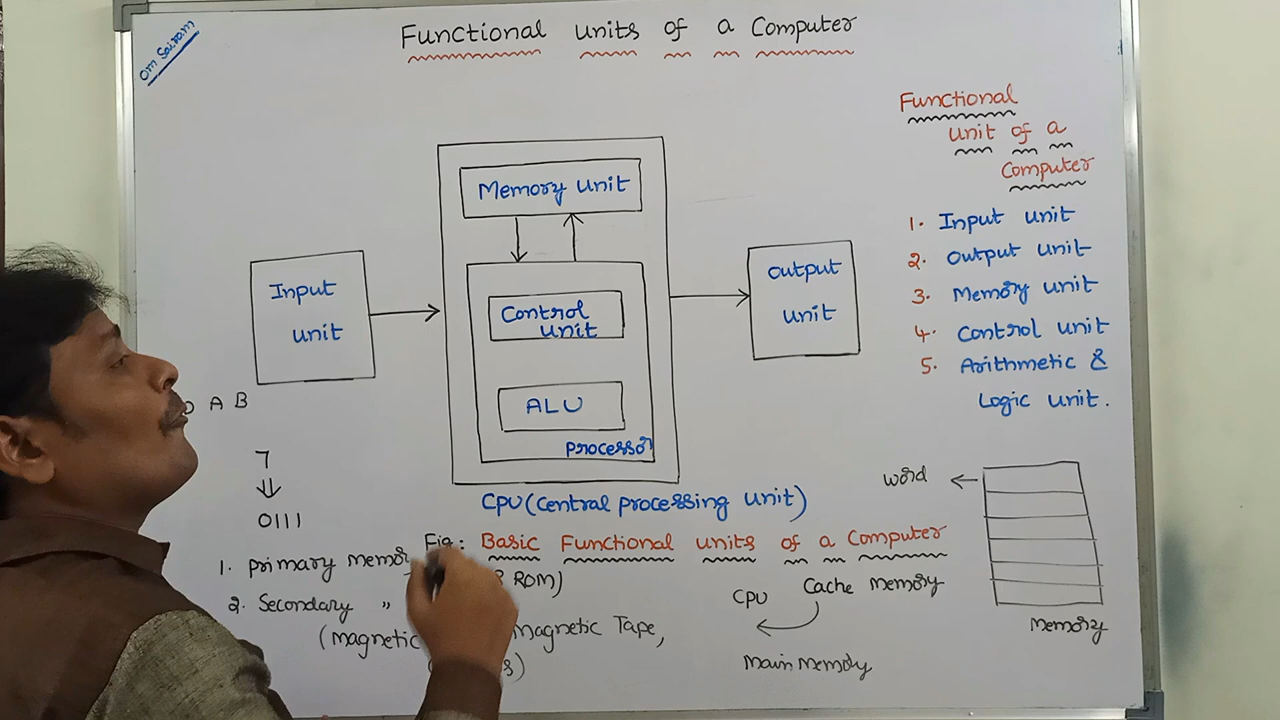 Om Sairam
Functional units of a Computer
Functional
unit of a
Computer
1. Input unit
2. Output unit
3. Memory unit
4. Control unit
5. Arithmetic &
Logic unit.
Memory unit
Input
unit
Control
unit
ALU
processor
Output
unit
CPU (Central processing unit)
Fig: Basic Functional units of a Computer
A B
7
0111
1. primary memor
ROM)
2. Secondary "
(magnetic magnetic Tape,
CPU Cache memory
Main memory
word
Memory